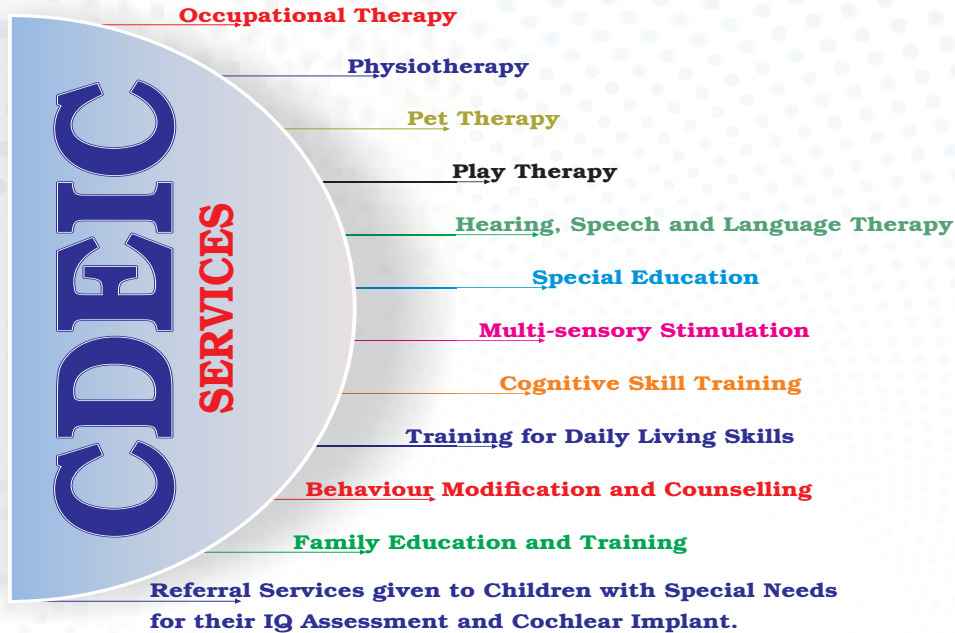 CDEIC
SERVICES
Occupational Therapy
Physiotherapy
Pet Therapy
Play Therapy
Hearing, Speech and Language Therapy
Special Education
Multi-sensory Stimulation
Cognitive Skill Training
Training for Daily Living Skills
Behaviour Modification and Counselling
Family Education and Training
Referral Services given to Children with Special Needs
for their IQ Assessment and Cochlear Implant.